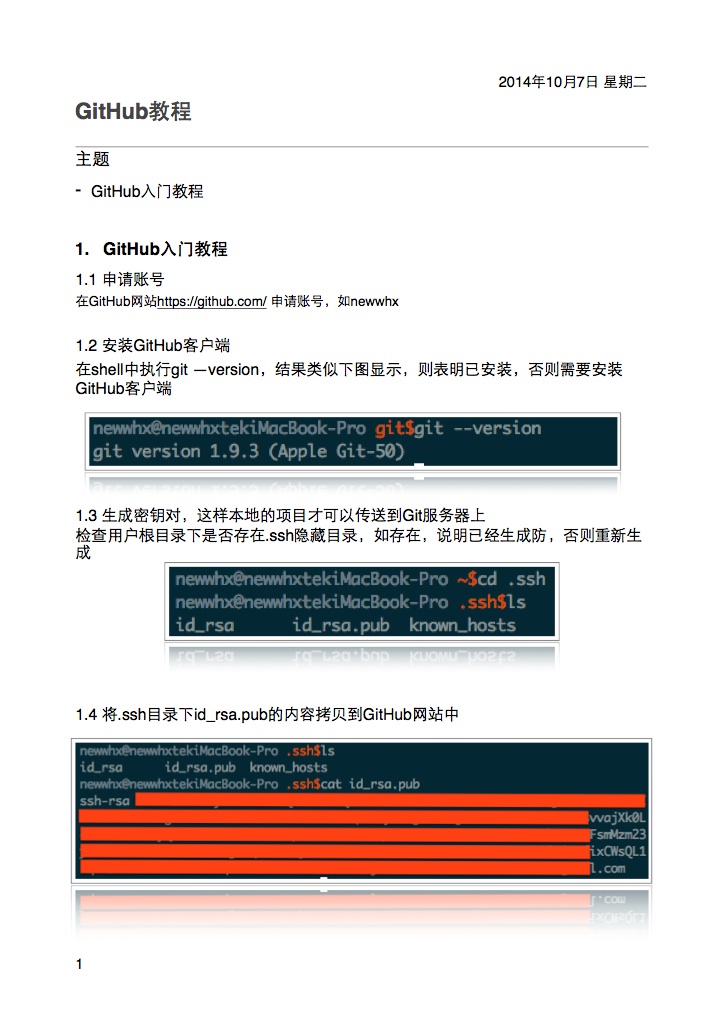 2014年10月7日 星期二
GitHub教程
主题
- GitHub入门教程
1. GitHub入门教程
1.1 申请账号
在GitHub网站https://github.com/ 申请账号，如newwhx
1.2 安装GitHub客户端
在shell中执行git —version，结果类似下图显示，则表明已安装，否则需要安装
GitHub客户端
newwhx@newwhxtekiMacBook-Pro git$git --version
git version 1.9.3 (Apple Git-50)
1.3 生成密钥对，这样本地的项目才可以传送到Git服务器上
检查用户根目录下是否存在.ssh隐藏目录，如存在，说明已经生成防，否则重新生
成
newwhx@newwhxtekiMacBook-Pro ~$cd .ssh
newwhx@newwhxtekiMacBook-Pro .ssh$ls
id_rsa id_rsa.pub known_hosts
1.4 将.ssh目录下id_rsa.pub的内容拷贝到GitHub网站中
newwhx@newwhxtekiMacBook-Pro .ssh$ls
id_rsa id_rsa.pub known_hosts
newwhx@newwhxtekiMacBook-Pro .ssh$cat id_rsa.pub
ssh-rsa
vvajXk0L
FsmMzm23
ixCWsQL1
l.com
1